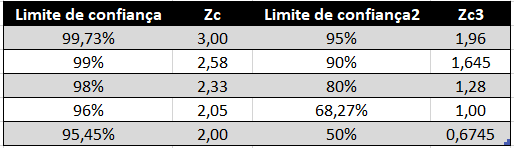 Limite de confiança Zc Limite de confiança2 Zc3
99,73% 3,00 95% 1,96
99% 2,58 90% 1,645
98% 2,33 80% 1,28
96% 2,05 68,27% 1,00
95,45% 2,00 50% 0,6745